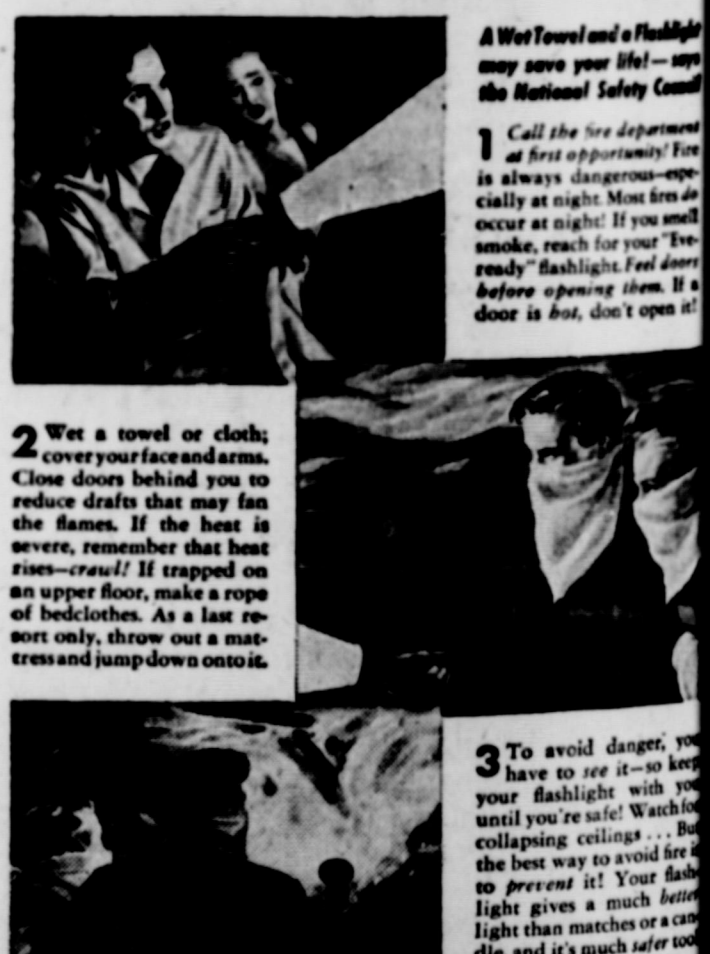 A Wet Towel and a Flashlight
may save your life!—says
the National Safety Council
1 Call the fire department
at first opportunity! Fire
is always dangerous—espe-
cially at night. Most fires do
occur at night! If you smell
smoke, reach for your "Eve-
ready" flashlight. Feel doors
before opening them. If a
door is hot, don't open it!
2 Wet a towel or cloth;
cover your face and arms.
Close doors behind you to
reduce drafts that may fan
the flames. If the heat is
severe, remember that heat
rises—crawl! If trapped on
an upper floor, make a rope
of bedclothes. As a last re-
sort only, throw out a mat-
tress and jump down onto it.
3 To avoid danger, you
have to see it—so keep
your flashlight with you
until you're safe! Watch for
collapsing ceilings . . . But
the best way to avoid fire is
to prevent it! Your flash-
light gives a much better
light than matches or a can-
dle, and it's much safer too!